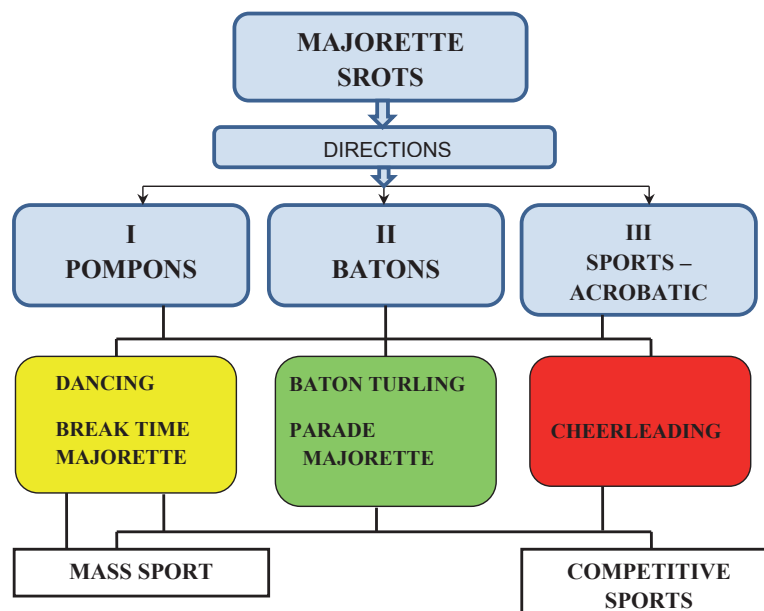 MAJORETTE
SROTS
DIRECTIONS
I
POMPONS
II
BATONS
III
SPORTS –
ACROBATIC
DANCING
BREAK TIME
MAJORETTE
BATON TURLING
PARADE
MAJORETTE
CHEERLEADING
MASS SPORT
COMPETITIVE
SPORTS